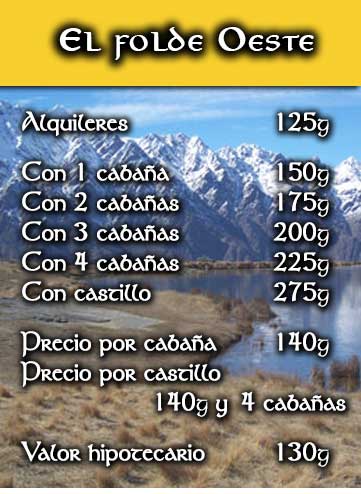 El folde Oeste
Alquileres 125g
Con 1 cabaña 150g
Con 2 cabañas 175g
Con 3 cabañas 200g
Con 4 cabañas 225g
Con castillo 275g
Precio por cabaña 140g
Precio por castillo
140g y 4 cabañas
Valor hipotecario 130g